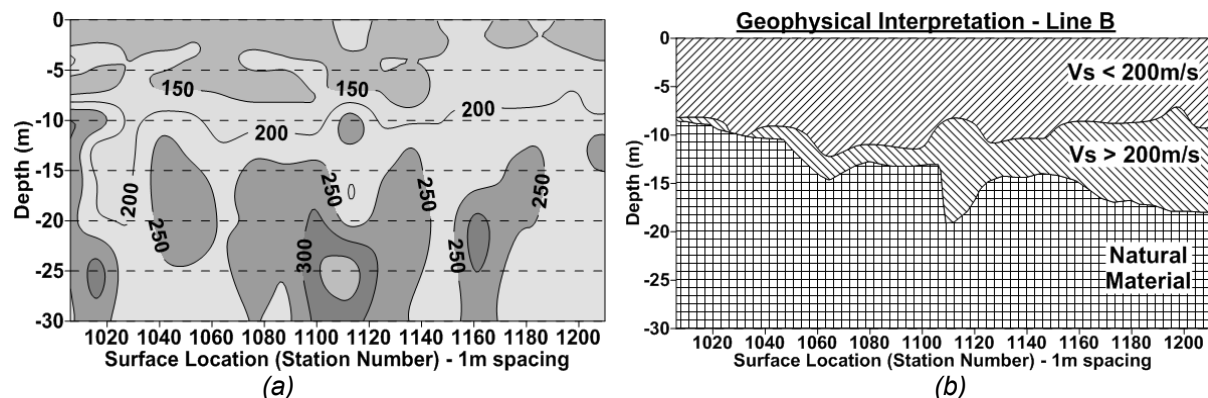 0
-5
-10
-15
-20
-25
-30
Depth (m)
150
150
150
200
200
200
250
250
250
250
250
300
1020 1040 1060 1080 1100 1120 1140 1160 1180 1200
Surface Location (Station Number) - 1m spacing
(a)
Geophysical Interpretation - Line B
0
-5
-10
-15
-20
-25
-30
Depth (m)
Vs < 200m/s
Vs > 200m/s
Natural
Material
1020 1040 1060 1080 1100 1120 1140 1160 1180 1200
Surface Location (Station Number) - 1m spacing
(b)